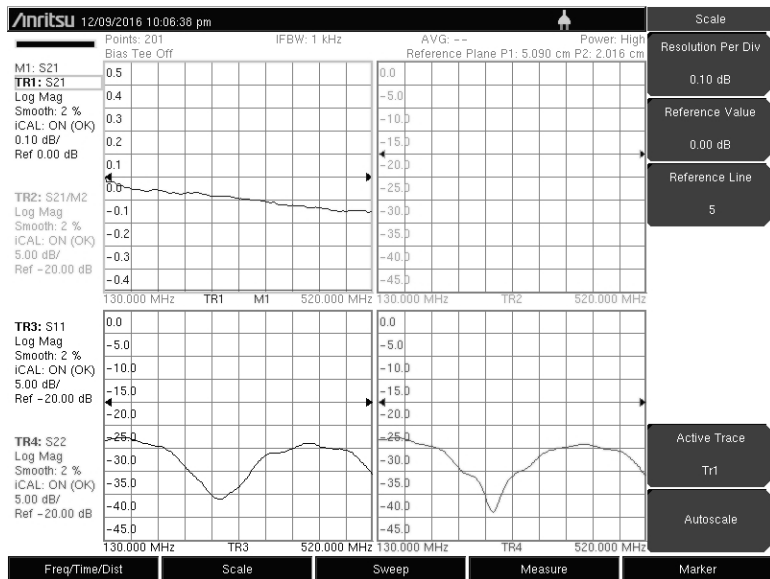 Anritsu 12/09/2016 10:06:38 pm
Points: 201 IFBW: 1 kHz AVG: -- Power: High
Bias Tee Off Reference Plane P1: 5.090 cm P2: 2.016 cm
M1: S21
TR1: S21
Log Mag
Smooth: 2 %
iCAL: ON (OK)
0.10 dB/
Ref 0.00 dB
TR2: S21/M2
Log Mag
Smooth: 2 %
iCAL: ON (OK)
5.00 dB/
Ref -20.00 dB
0.5
0.4
0.3
0.2
0.1
0.0
-0.1
-0.2
-0.3
-0.4
130.000 MHz TR1 M1 520.000 MHz
0.0
-5.0
-10.0
-15.0
-20.0
-25.0
-30.0
-35.0
-40.0
-45.0
130.000 MHz TR2 520.000 MHz
TR3: S11
Log Mag
Smooth: 2 %
iCAL: ON (OK)
5.00 dB/
Ref -20.00 dB
TR4: S22
Log Mag
Smooth: 2 %
iCAL: ON (OK)
5.00 dB/
Ref -20.00 dB
0.0
-5.0
-10.0
-15.0
-20.0
-25.0
-30.0
-35.0
-40.0
-45.0
130.000 MHz TR3 520.000 MHz
0.0
-5.0
-10.0
-15.0
-20.0
-25.0
-30.0
-35.0
-40.0
-45.0
130.000 MHz TR4 520.000 MHz
Scale
Resolution Per Div
0.10 dB
Reference Value
0.00 dB
Reference Line
5
Active Trace
Tr1
Autoscale
Freq/Time/Dist Scale Sweep Measure Marker